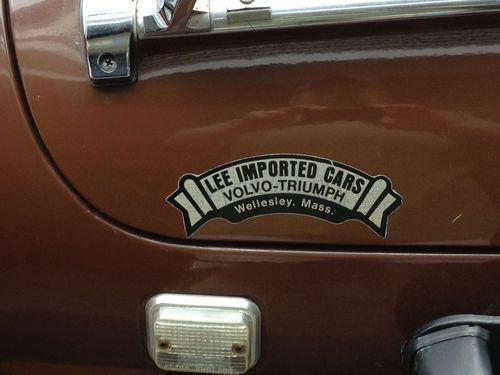 LEE IMPORTED CARS
VOLVO-TRIUMPH
Wellesley, Mass.